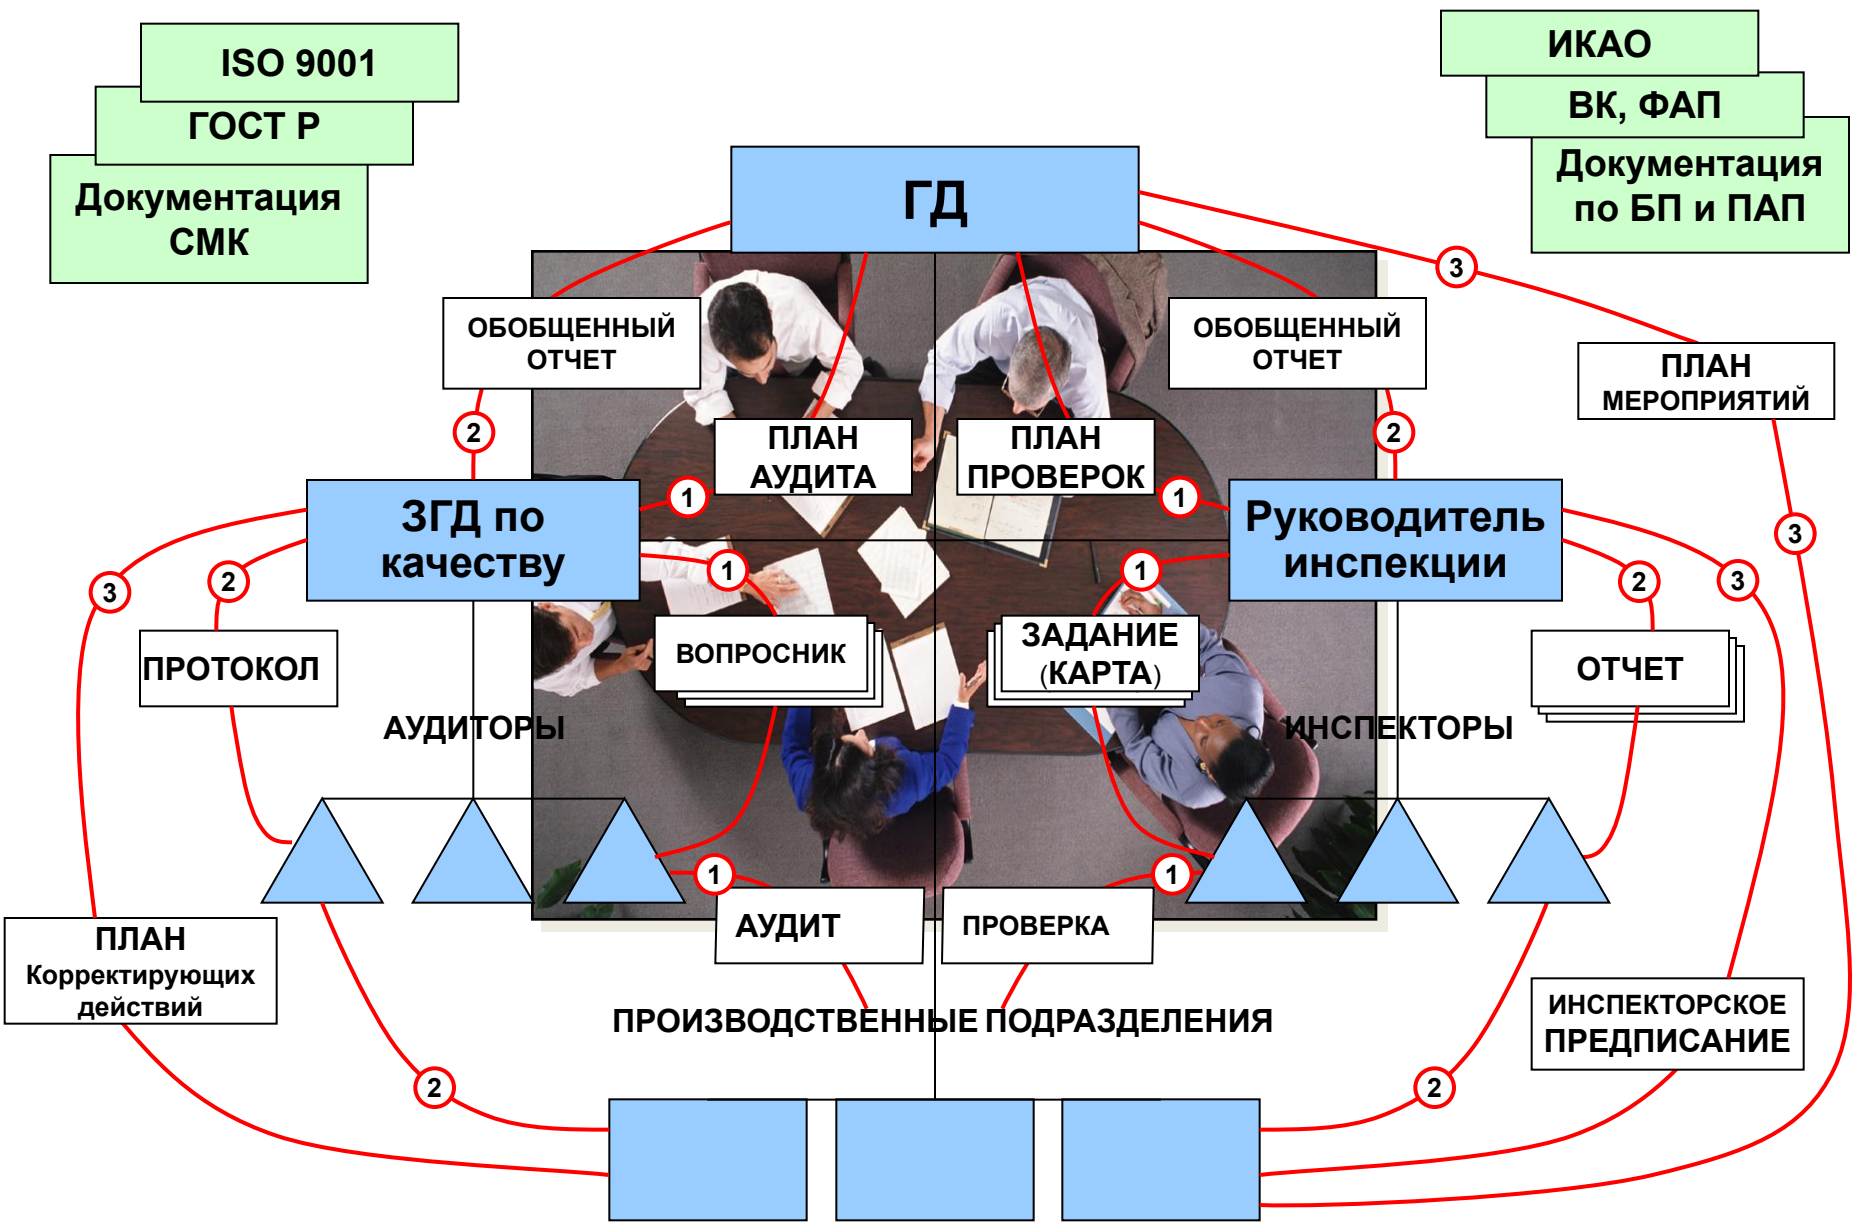 ISO 9001
ГОСТ Р
Документация
СМК
ИКАО
ВК, ФАП
Документация
по БП и ПАП
ГД
3
ОБОБЩЕННЫЙ
ОТЧЕТ
ОБОБЩЕННЫЙ
ОТЧЕТ
ПЛАН
МЕРОПРИЯТИЙ
2
ПЛАН
АУДИТА
ПЛАН
ПРОВЕРОК
2
1
1
ЗГД по
качеству
Руководитель
инспекции
3
3
2
1
1
2
3
ПРОТОКОЛ
ВОПРОСНИК
ЗАДАНИЕ
(КАРТА)
ОТЧЕТ
АУДИТОРЫ
ИНСПЕКТОРЫ
1
1
АУДИТ
ПРОВЕРКА
ПЛАН
Корректирующих
действий
ПРОИЗВОДСТВЕННЫЕ ПОДРАЗДЕЛЕНИЯ
ИНСПЕКТОРСКОЕ
ПРЕДПИСАНИЕ
2
2